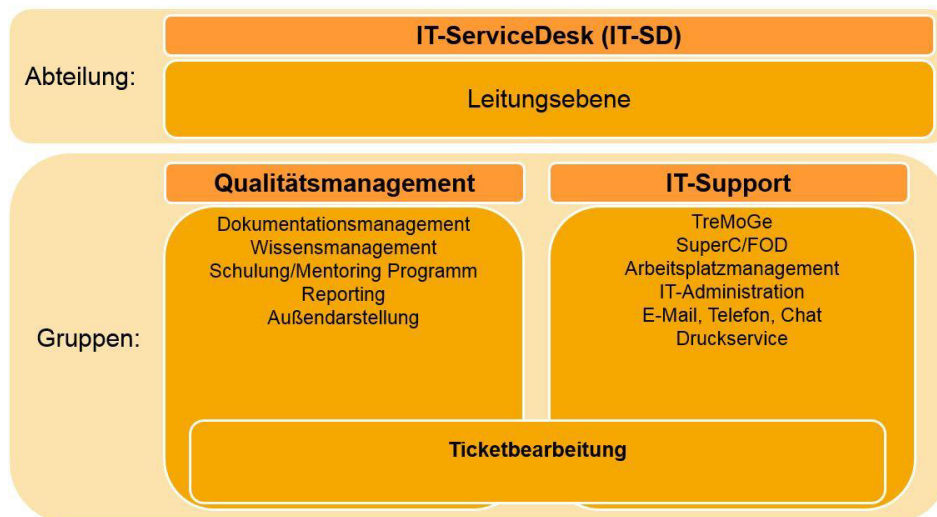 IT-ServiceDesk (IT-SD)
Abteilung:
Leitungsebene
Qualitätsmanagement
Dokumentationsmanagement
Wissensmanagement
Schulung/Mentoring Programm
Reporting
Außendarstellung
IT-Support
TreMoGe
SuperC/FOD
Arbeitsplatzmanagement
IT-Administration
E-Mail, Telefon, Chat
Druckservice
Gruppen:
Ticketbearbeitung